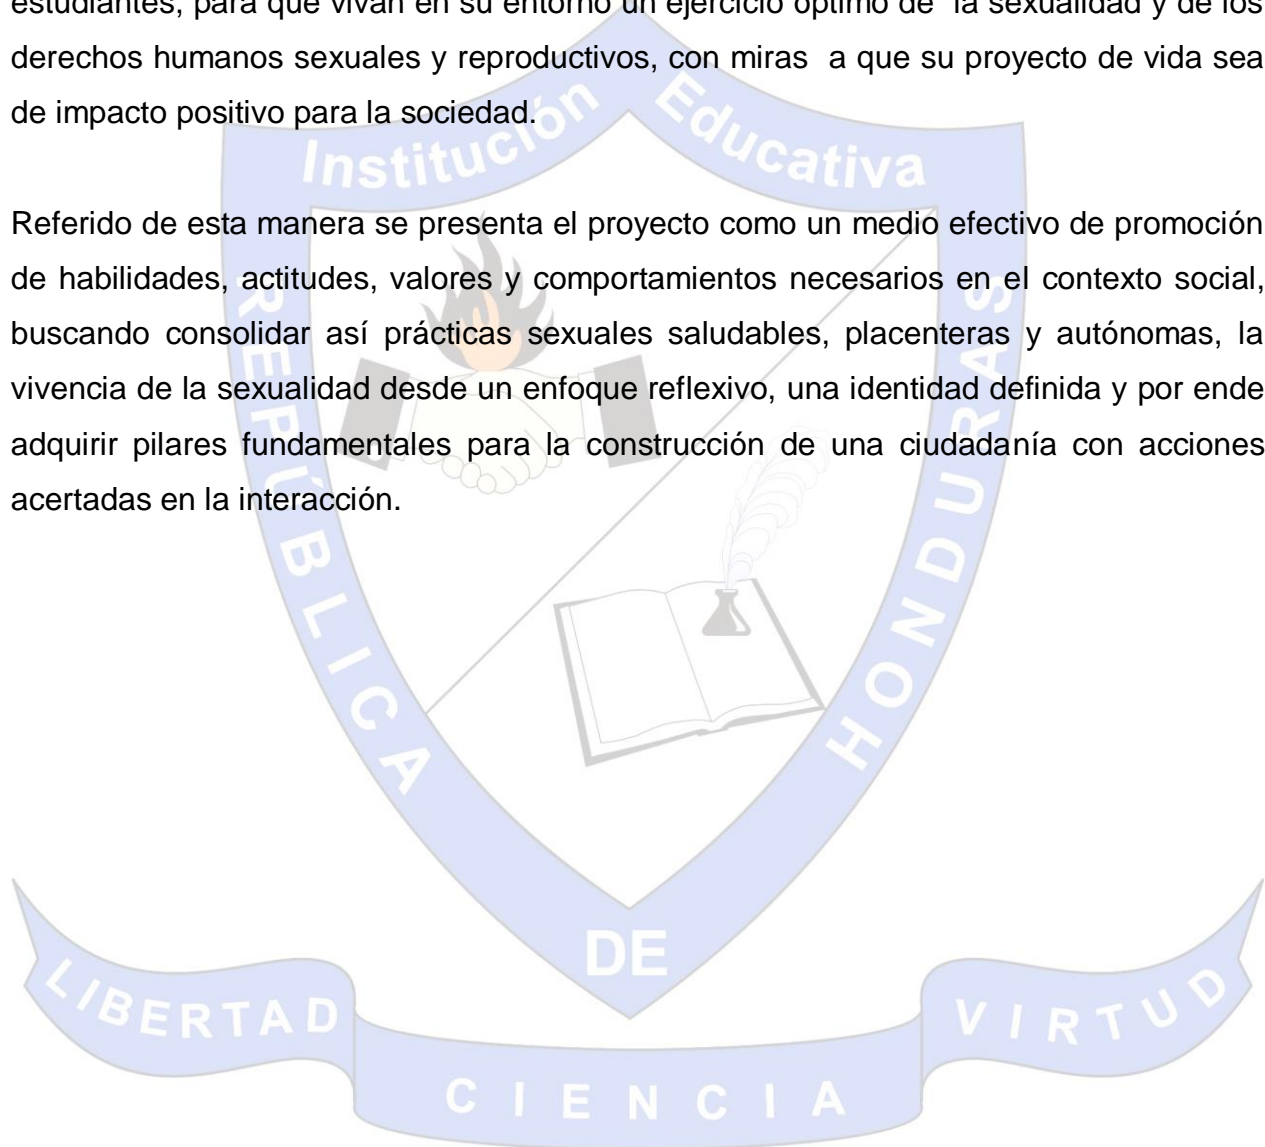 estudiantes, para que vivan en su entorno un ejercicio óptimo de  la sexualidad y de los
derechos humanos sexuales y reproductivos, con miras  a que su proyecto de vida sea
de impacto positivo para la sociedad.
Institución Educativa
Referido de esta manera se presenta el proyecto como un medio efectivo de promoción
de habilidades, actitudes, valores y comportamientos necesarios en el contexto social,
buscando consolidar así prácticas sexuales saludables, placenteras y autónomas, la
vivencia de la sexualidad desde un enfoque reflexivo, una identidad definida y por ende
adquirir pilares fundamentales para la construcción de una ciudadanía con acciones
acertadas en la interacción.
REPÚBLICA
DE
HONDURAS
LIBERTAD
CIENCIA
VIRTUD